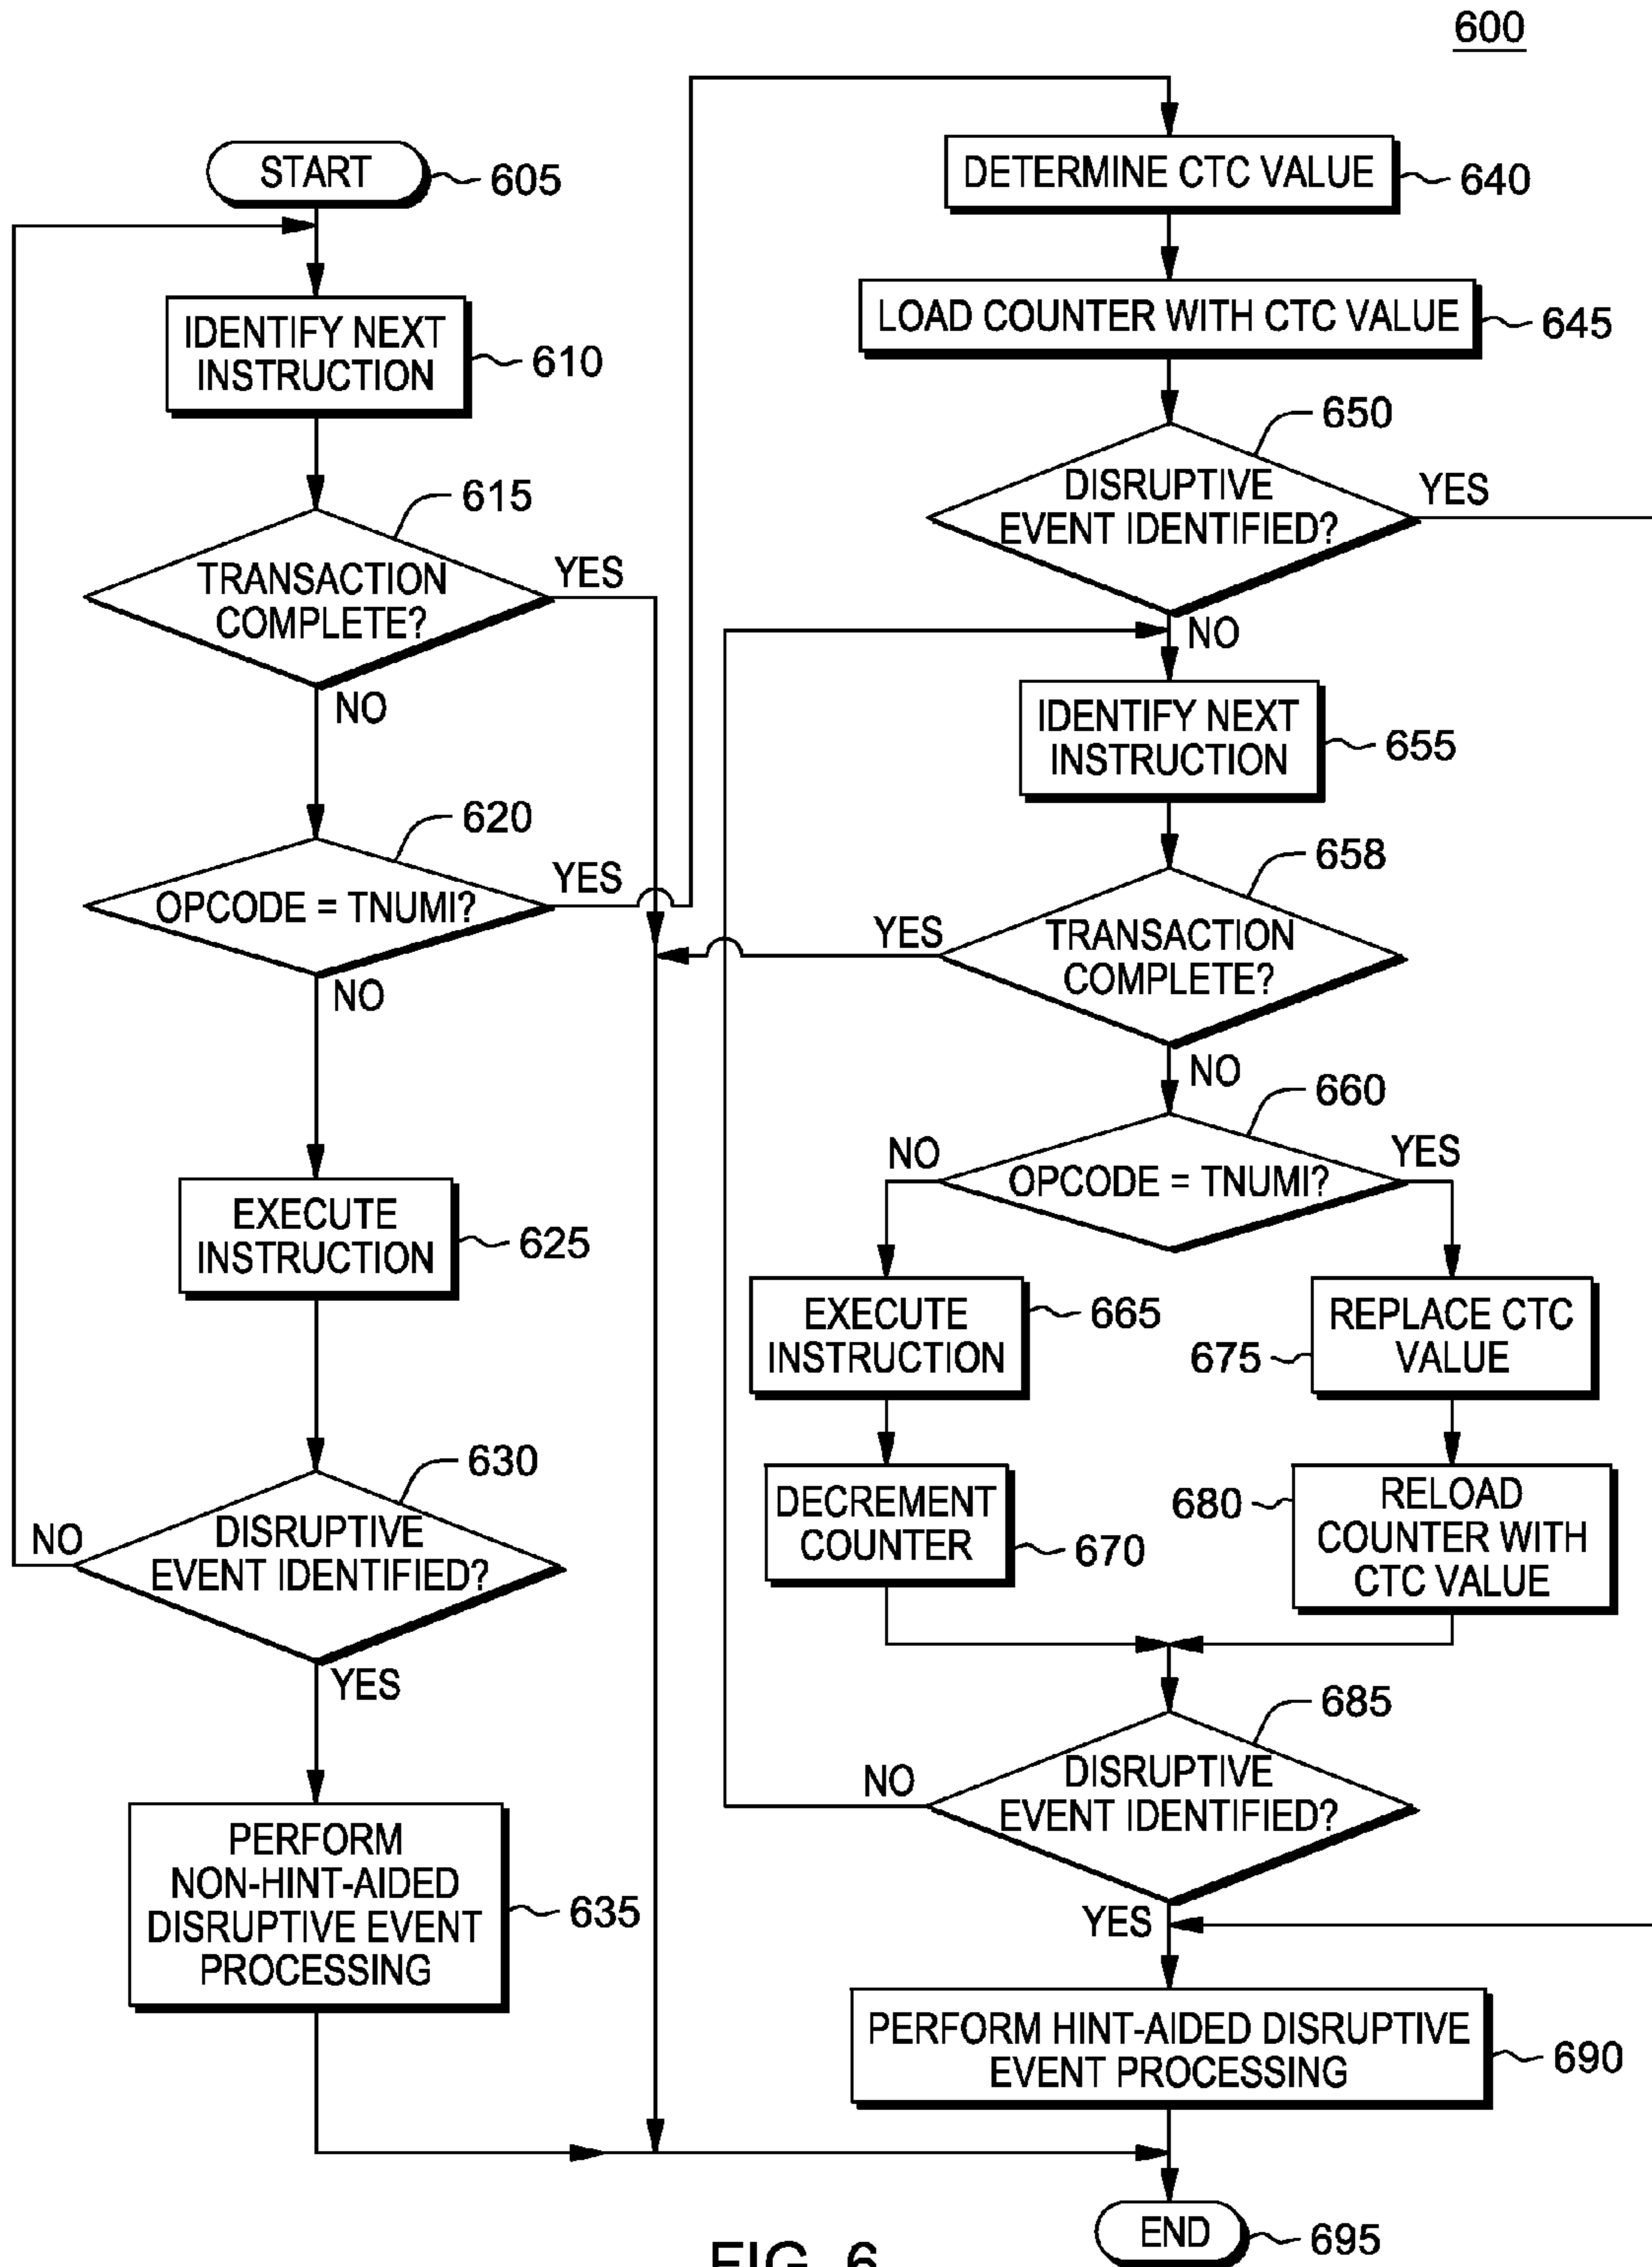 600
START
605
IDENTIFY NEXT
INSTRUCTION
610
615
TRANSACTION
COMPLETE?
YES
NO
620
OPCODE = TNUMI?
YES
NO
EXECUTE
INSTRUCTION
625
630
DISRUPTIVE
EVENT IDENTIFIED?
NO
YES
PERFORM
NON-HINT-AIDED
DISRUPTIVE EVENT
PROCESSING
635
DETERMINE CTC VALUE
640
LOAD COUNTER WITH CTC VALUE
645
650
DISRUPTIVE
EVENT IDENTIFIED?
YES
NO
IDENTIFY NEXT
INSTRUCTION
655
658
TRANSACTION
COMPLETE?
YES
NO
660
OPCODE = TNUMI?
NO
YES
EXECUTE
INSTRUCTION
665
DECREMENT
COUNTER
670
REPLACE CTC
VALUE
675
RELOAD
COUNTER WITH
CTC VALUE
680
685
DISRUPTIVE
EVENT IDENTIFIED?
NO
YES
PERFORM HINT-AIDED DISRUPTIVE
EVENT PROCESSING
690
END
695
FIG. 6